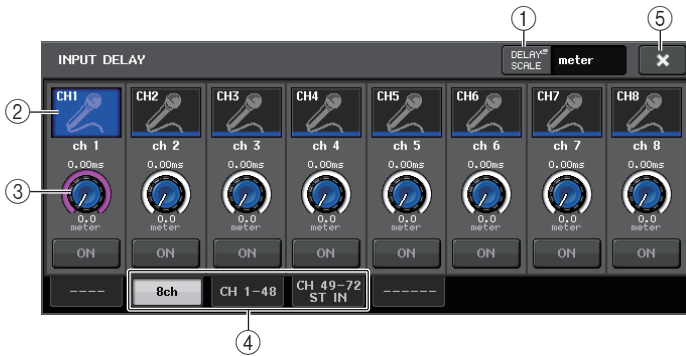 ①
⑤
INPUT DELAY
DELAY SCALE
meter
×
②
CH1 CH2 CH3 CH4 CH5 CH6 CH7 CH8
ch 1 ch 2 ch 3 ch 4 ch 5 ch 6 ch 7 ch 8
0.00ms 0.00ms 0.00ms 0.00ms 0.00ms 0.00ms 0.00ms 0.00ms
③
0.0 0.0 0.0 0.0 0.0 0.0 0.0 0.0
meter meter meter meter meter meter meter meter
ON ON ON ON ON ON ON ON
---- 8ch CH 1-48 CH 49-72 ST IN ------
④